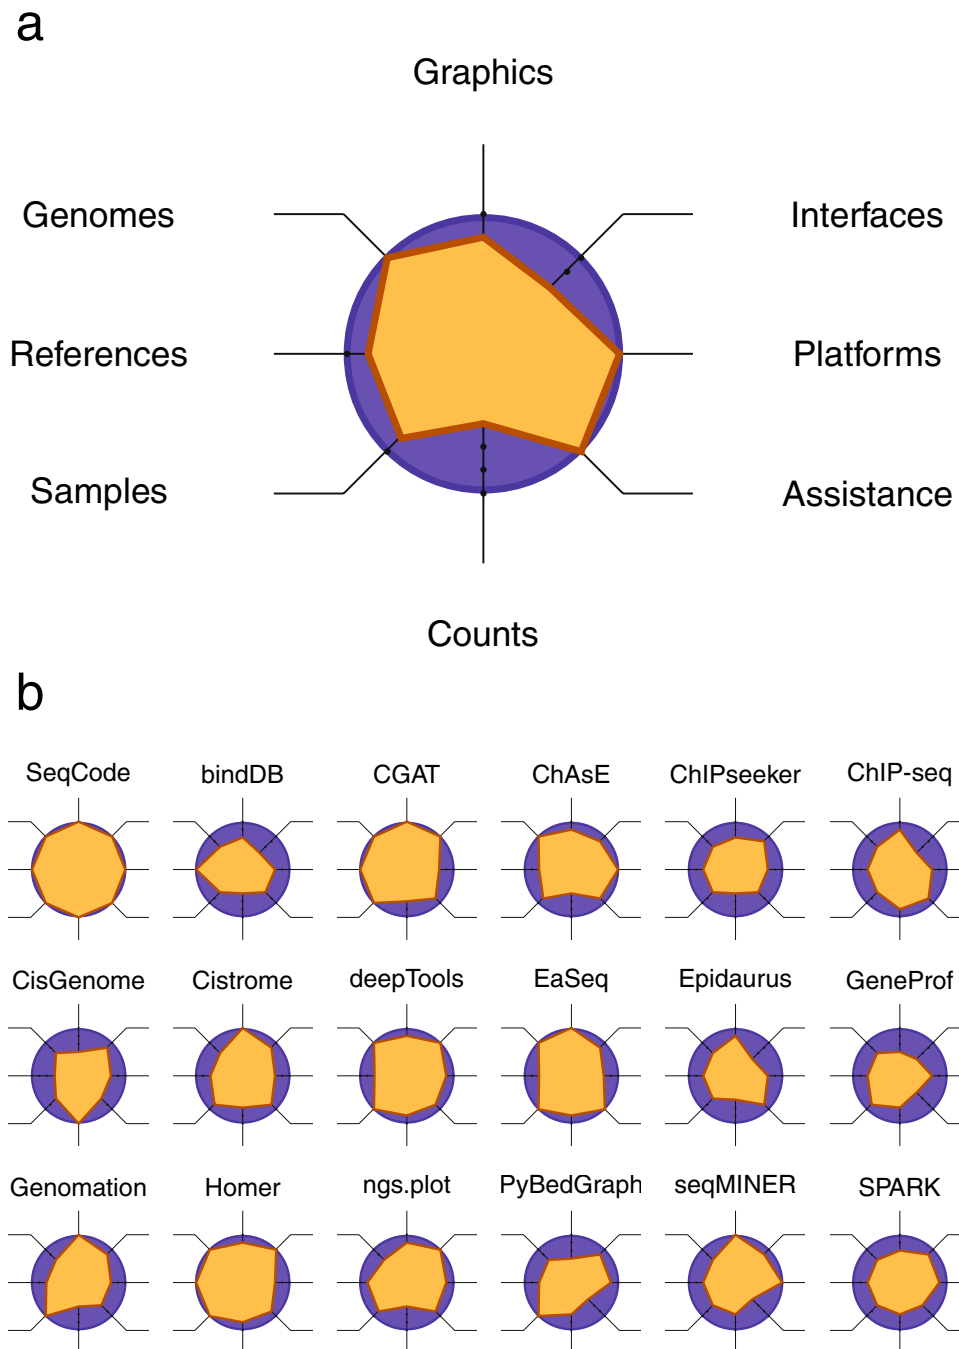 a
Graphics
Genomes
Interfaces
References
Platforms
Samples
Assistance
Counts
b
SeqCode
bindDB
CGAT
ChAsE
ChIPseeker
ChIP-seq
CisGenome
Cistrome
deepTools
EaSeq
Epidaurus
GeneProf
Genomation
Homer
ngs.plot
PyBedGraph
seqMINER
SPARK